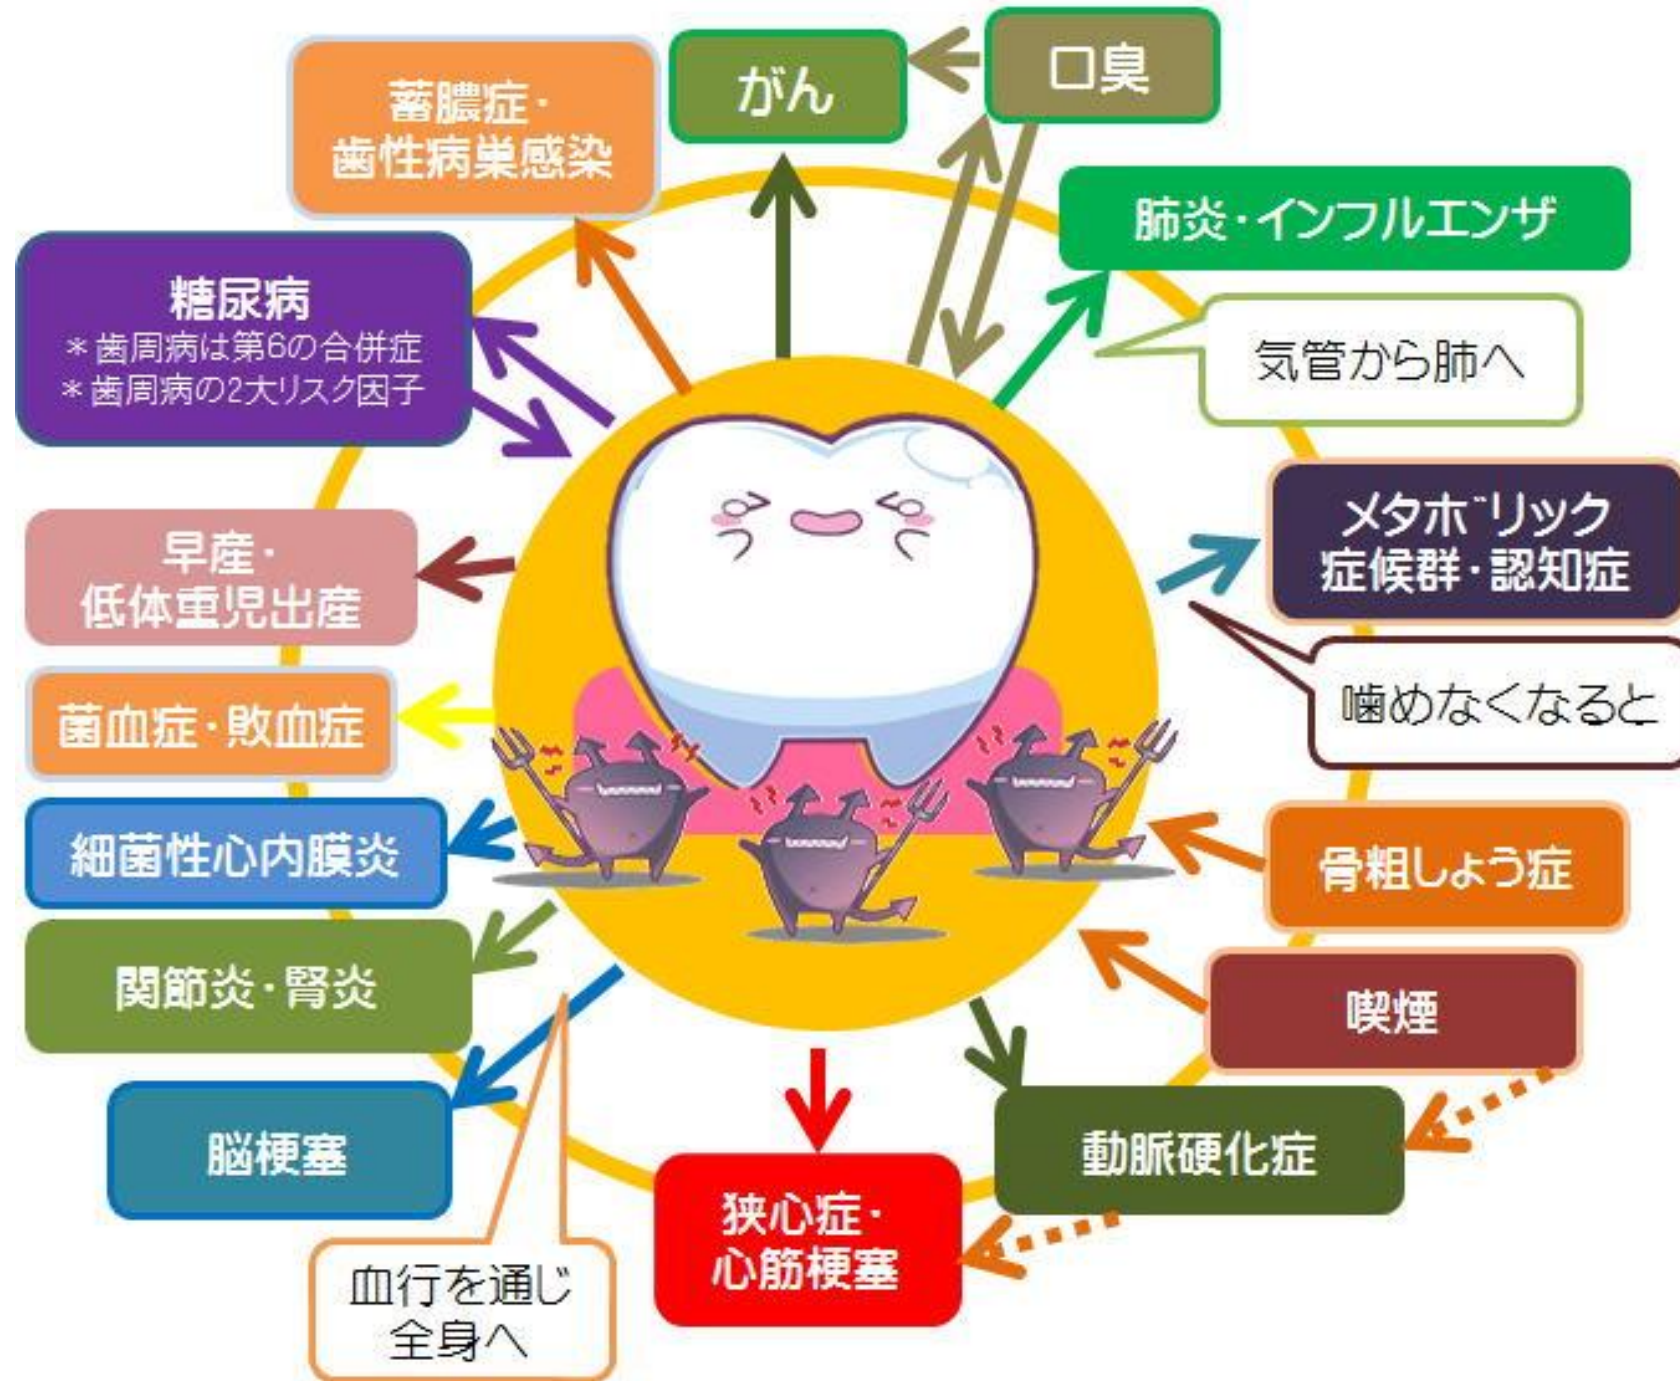 蓄膿症・
歯性病巣感染
がん
口臭
肺炎・インフルエンザ
気管から肺へ
糖尿病
＊歯周病は第6の合併症
＊歯周病の2大リスク因子
メタボリック
症候群・認知症
噛めなくなると
早産・
低体重児出産
菌血症・敗血症
細菌性心内膜炎
骨粗しょう症
関節炎・腎炎
喫煙
脳梗塞
動脈硬化症
狭心症・
心筋梗塞
血行を通じ
全身へ